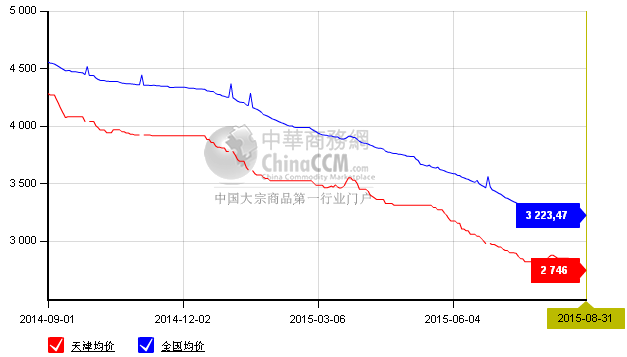 5 000
4 500
4 000
3 500
3 000
中華商務網
ChinaCCM.com
China Commodity Marketplace
中国大宗商品第一行业门户
3 223,47
2 746
2014-09-01
2014-12-02
2015-03-06
2015-06-04
2015-08-31
天津均价
全国均价